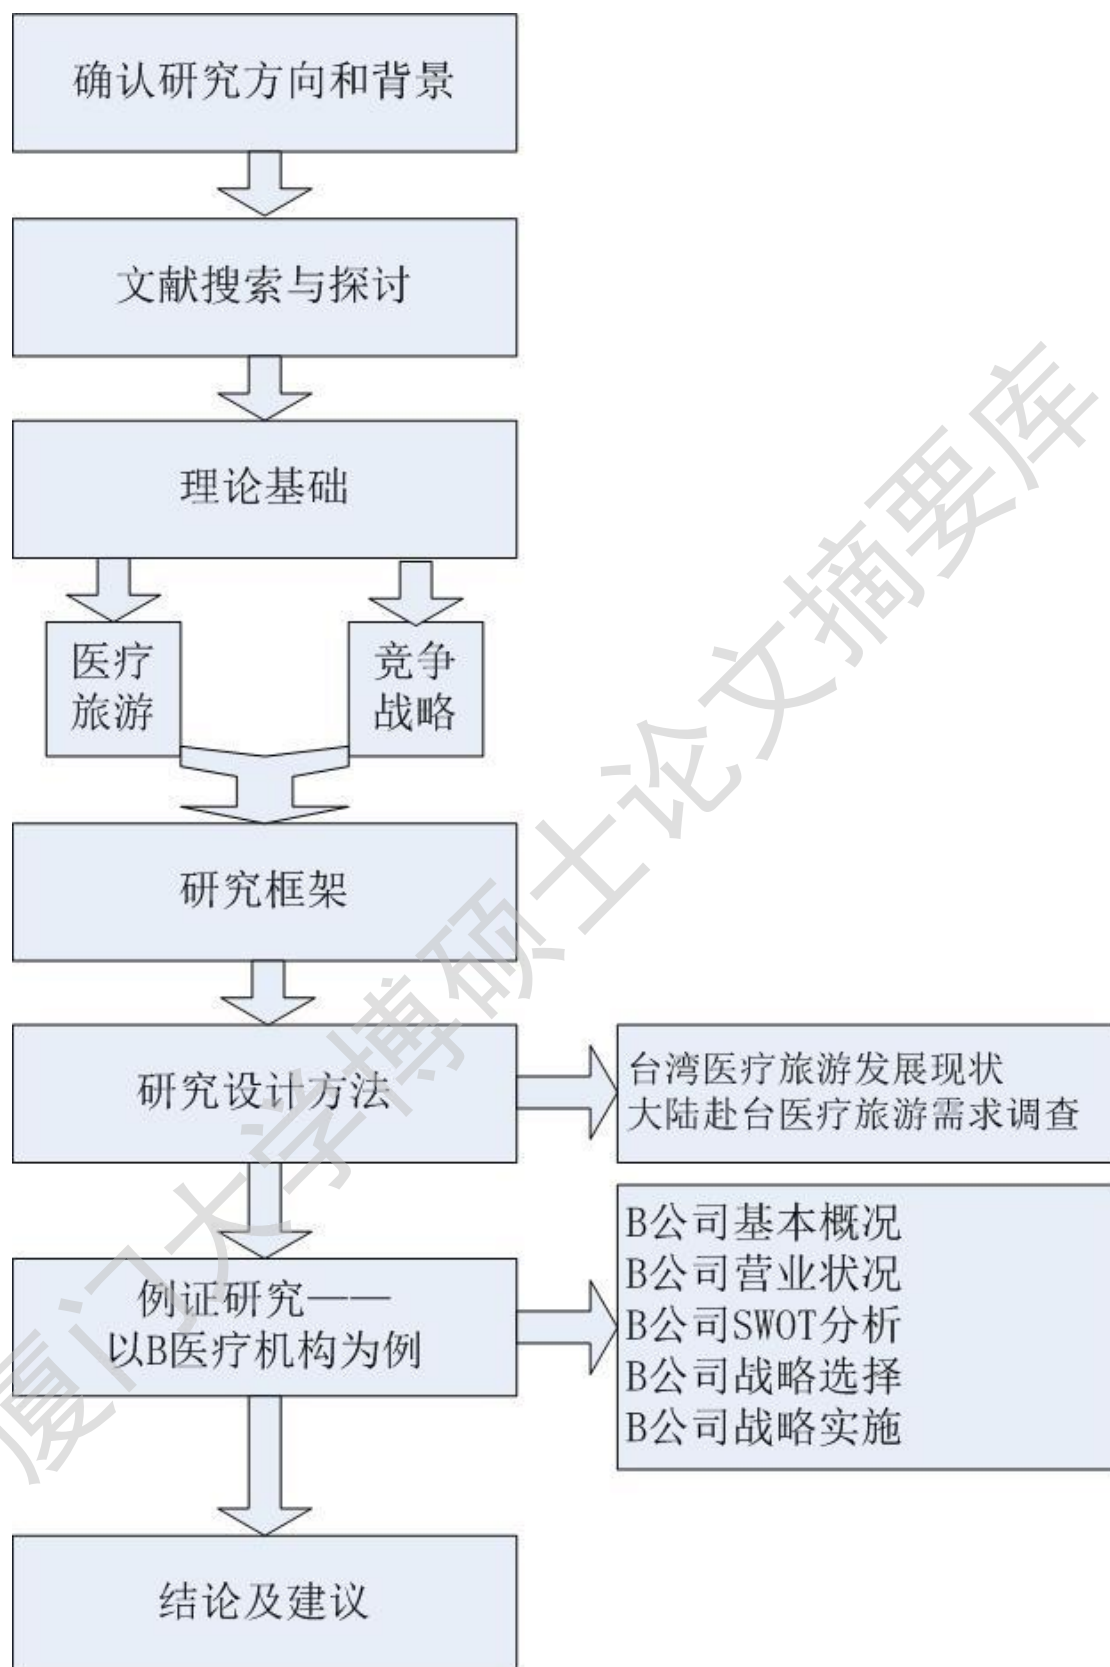 确认研究方向和背景
文献搜索与探讨
理论基础
医疗
旅游
竞争
战略
研究框架
研究设计方法
台湾医疗旅游发展现状
大陆赴台医疗旅游需求调查
例证研究——
以B医疗机构为例
B公司基本概况
B公司营业状况
B公司SWOT分析
B公司战略选择
B公司战略实施
结论及建议
厦门大学博硕士论文摘要库